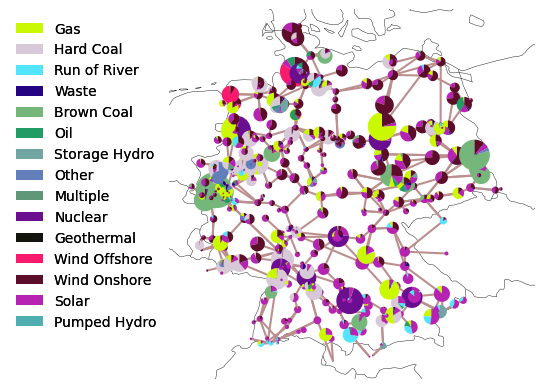 Gas
Hard Coal
Run of River
Waste
Brown Coal
Oil
Storage Hydro
Other
Multiple
Nuclear
Geothermal
Wind Offshore
Wind Onshore
Solar
Pumped Hydro